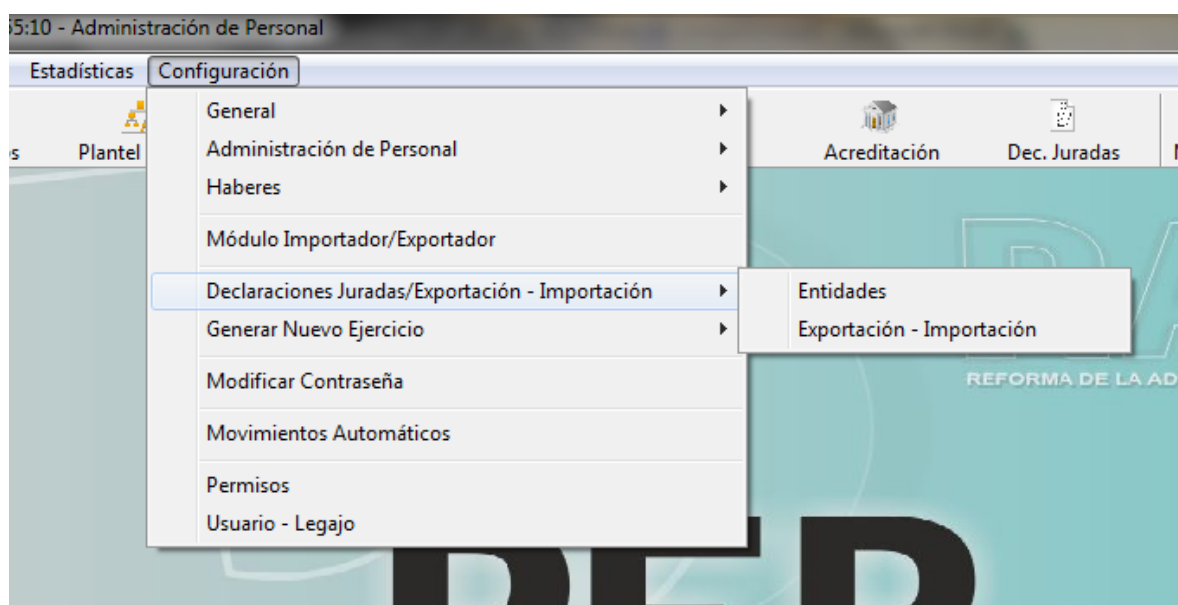 55:10 - Administración de Personal
Estadísticas Configuración
General
Administración de Personal
Haberes
Módulo Importador/Exportador
Declaraciones Juradas/Exportación - Importación
Generar Nuevo Ejercicio
Modificar Contraseña
Movimientos Automáticos
Permisos
Usuario - Legajo
Entidades
Exportación - Importación
Plantel
Acreditación
Dec. Juradas
REFORMA DE LA AD